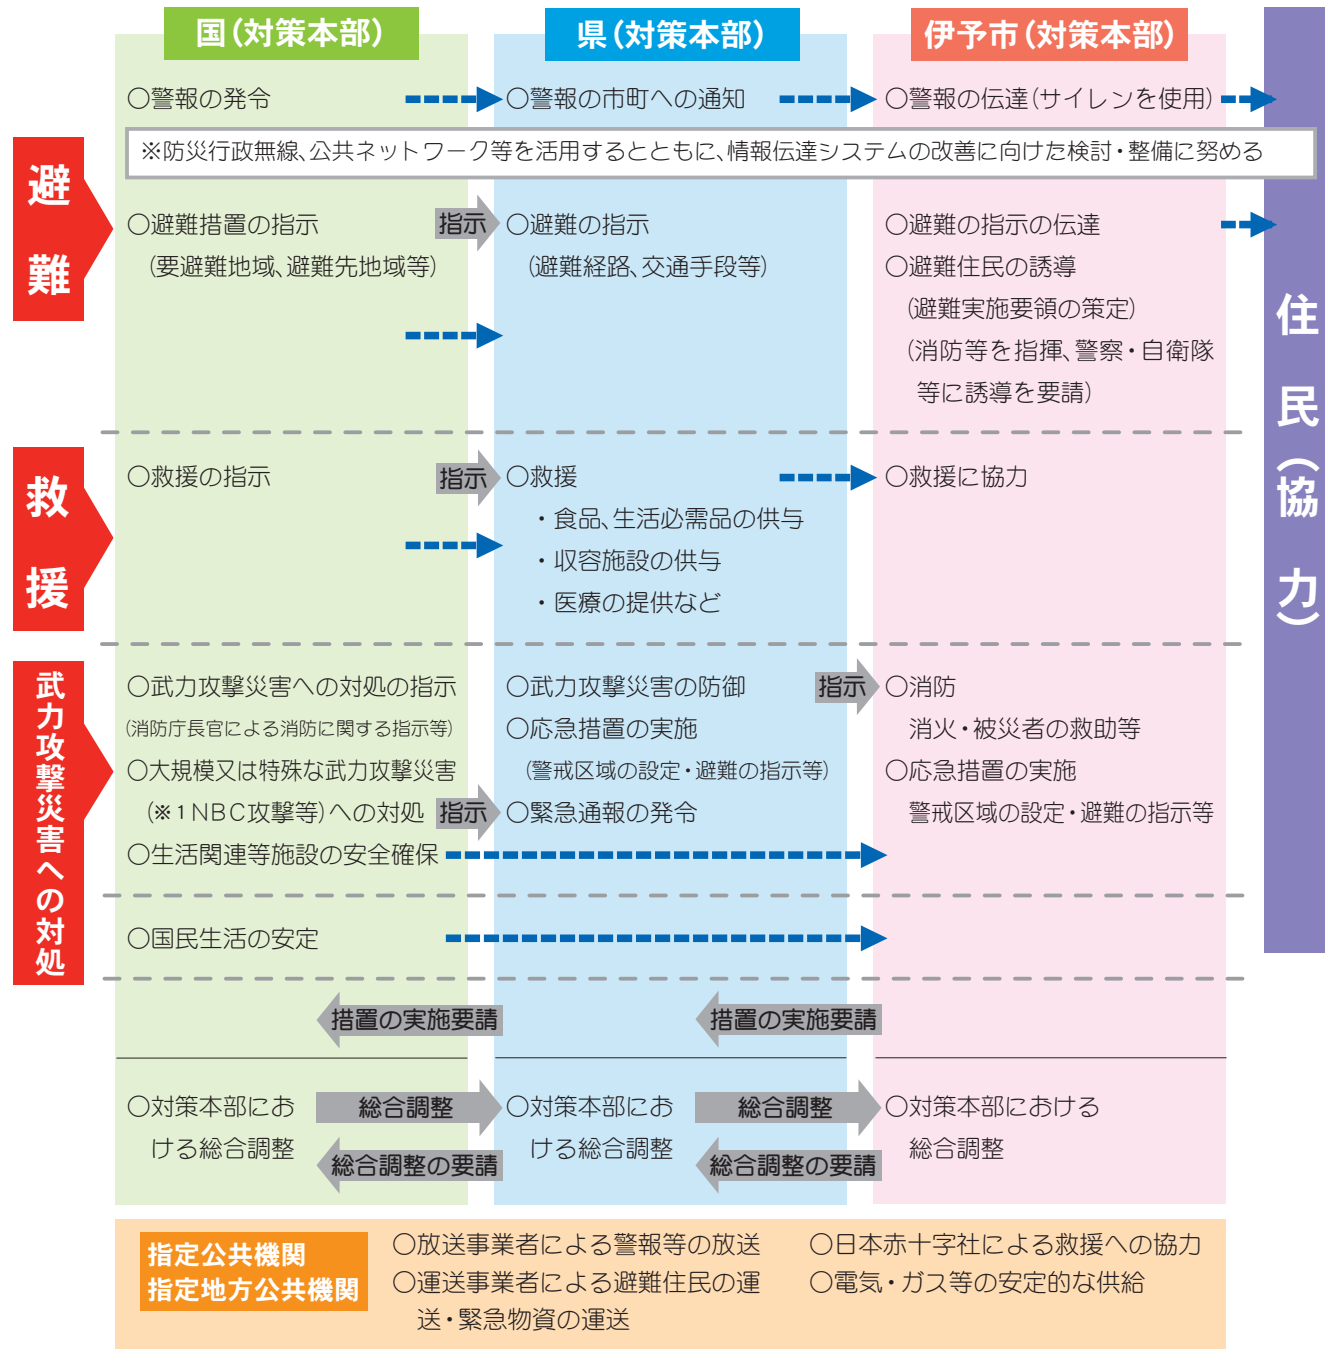 国(対策本部)
県(対策本部)
伊予市(対策本部)
避難
○警報の発令
○警報の市町への通知
○警報の伝達(サイレンを使用)
※防災行政無線、公共ネットワーク等を活用するとともに、情報伝達システムの改善に向けた検討・整備に努める
○避難措置の指示
(要避難地域、避難先地域等)
指示
○避難の指示
(避難経路、交通手段等)
○避難の指示の伝達
○避難住民の誘導
(避難実施要領の策定)
(消防等を指揮、警察・自衛隊
等に誘導を要請)
住民(協力)
救援
○救援の指示
指示
○救援
・食品、生活必需品の供与
・収容施設の供与
・医療の提供など
○救援に協力
武力攻撃災害への対処
○武力攻撃災害への対処の指示
(消防庁長官による消防に関する指示等)
○大規模又は特殊な武力攻撃災害
(※1NBC攻撃等)への対処
○生活関連等施設の安全確保
指示
○武力攻撃災害の防御
○応急措置の実施
(警戒区域の設定・避難の指示等)
○緊急通報の発令
指示
○消防
消火・被災者の救助等
○応急措置の実施
警戒区域の設定・避難の指示等
○国民生活の安定
措置の実施要請
措置の実施要請
○対策本部にお
ける総合調整
総合調整
総合調整の要請
○対策本部にお
ける総合調整
総合調整
総合調整の要請
○対策本部における
総合調整
指定公共機関
指定地方公共機関
○放送事業者による警報等の放送
○運送事業者による避難住民の運
送・緊急物資の運送
○日本赤十字社による救援への協力
○電気・ガス等の安定的な供給